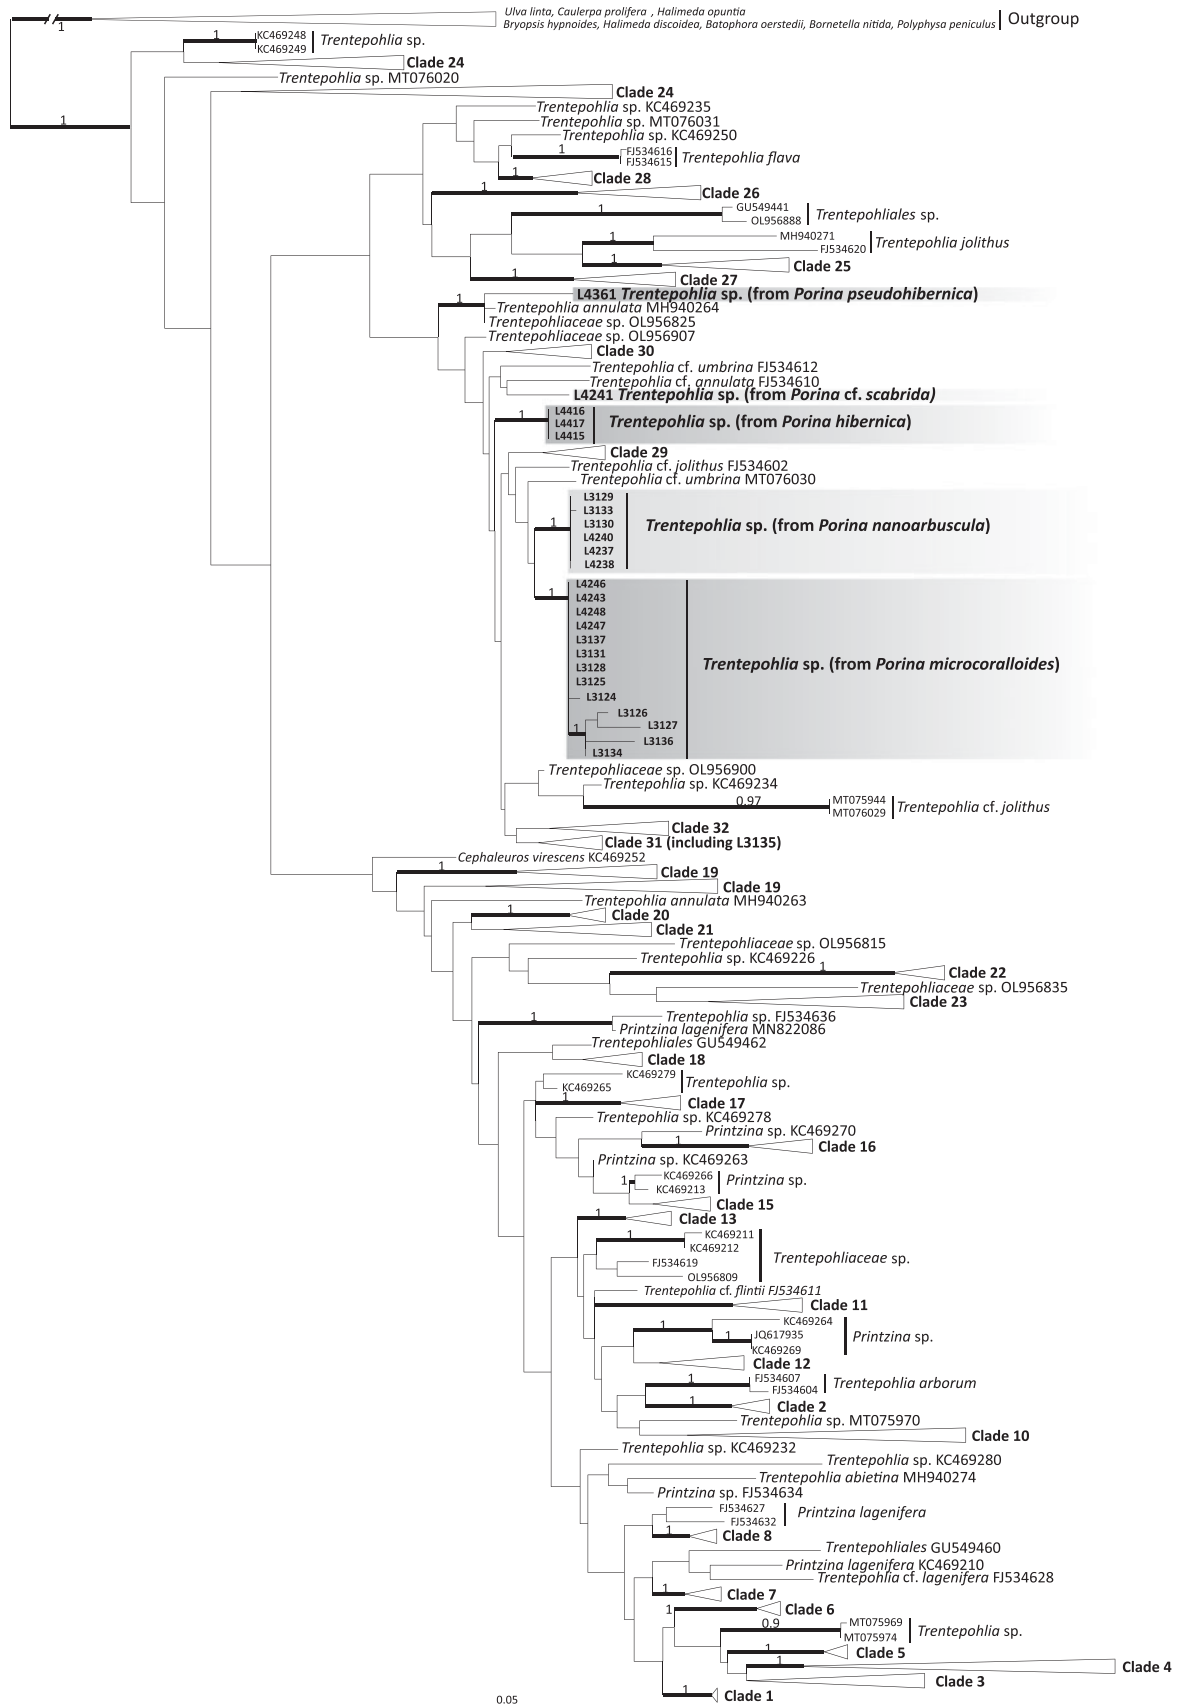 Ulva linta, Caulerpa prolifera , Halimeda opuntia
Bryopsis hypnoides, Halimeda discoidea, Batophora oerstedii, Bornetella nitida, Polyphysa peniculus
Outgroup
1
1
KC469248
KC469249
Trentepohlia sp.
Clade 24
Trentepohlia sp. MT076020
Clade 24
1
Trentepohlia sp. KC469235
Trentepohlia sp. MT076031
Trentepohlia sp. KC469250
1
FJ534616
FJ534615
Trentepohlia flava
1
Clade 28
1
Clade 26
1
GU549441
OL956888
Trentepohliales sp.
1
MH940271
FJ534620
Trentepohlia jolithus
1
Clade 25
1
Clade 27
L4361 Trentepohlia sp. (from Porina pseudohibernica)
1
Trentepohlia annulata MH940264
Trentepohliaceae sp. OL956825
Trentepohliaceae sp. OL956907
Clade 30
Trentepohlia cf. umbrina FJ534612
Trentepohlia cf. annulata FJ534610
L4241 Trentepohlia sp. (from Porina cf. scabrida)
1
L4416
L4417
L4415
Trentepohlia sp. (from Porina hibernica)
Clade 29
Trentepohlia cf. jolithus FJ534602
Trentepohlia cf. umbrina MT076030
L3129
L3133
L3130
L4240
L4237
L4238
1
Trentepohlia sp. (from Porina nanoarbuscula)
L4246
L4243
L4248
L4247
L3137
L3131
L3128
L3125
L3124
L3126
L3127
L3136
L3134
1
1
Trentepohlia sp. (from Porina microcoralloides)
Trentepohliaceae sp. OL956900
Trentepohlia sp. KC469234
0.97
MT075944
MT076029
Trentepohlia cf. jolithus
Clade 32
Clade 31 (including L3135)
Cephaleuros virescens KC469252
1
Clade 19
Clade 19
Trentepohlia annulata MH940263
1
Clade 20
Clade 21
Trentepohliaceae sp. OL956815
Trentepohlia sp. KC469226
1
Clade 22
Trentepohliaceae sp. OL956835
Clade 23
1
Trentepohlia sp. FJ534636
Printzina lagenifera MN822086
Trentepohliales GU549462
Clade 18
KC469279
KC469265
Trentepohlia sp.
1
Clade 17
Trentepohlia sp. KC469278
Printzina sp. KC469270
1
Clade 16
Printzina sp. KC469263
1
KC469266
KC469213
Printzina sp.
Clade 15
1
Clade 13
1
KC469211
KC469212
FJ534619
OL956809
Trentepohliaceae sp.
Trentepohlia cf. flintii FJ534611
Clade 11
1
KC469264
1
JQ617935
KC469269
Printzina sp.
Clade 12
1
FJ534607
FJ534604
Trentepohlia arborum
1
Clade 2
Trentepohlia sp. MT075970
Clade 10
Trentepohlia sp. KC469232
Trentepohlia sp. KC469280
Trentepohlia abietina MH940274
Printzina sp. FJ534634
FJ534627
FJ534632
Printzina lagenifera
1
Clade 8
Trentepohliales GU549460
Printzina lagenifera KC469210
Trentepohlia cf. lagenifera FJ534628
1
Clade 7
1
Clade 6
0.9
MT075969
MT075974
Trentepohlia sp.
1
Clade 5
1
Clade 4
Clade 3
1
Clade 1
0.05